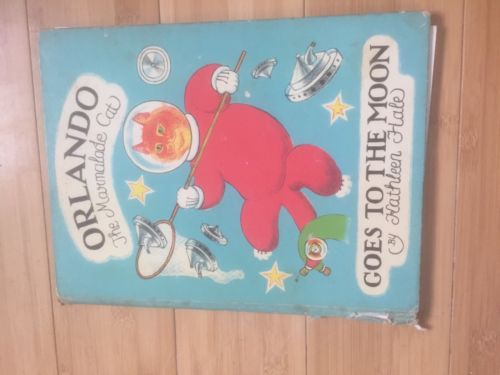 ORLANDO
The Marmalade Cat
GOES TO THE MOON
By Kathleen Hale